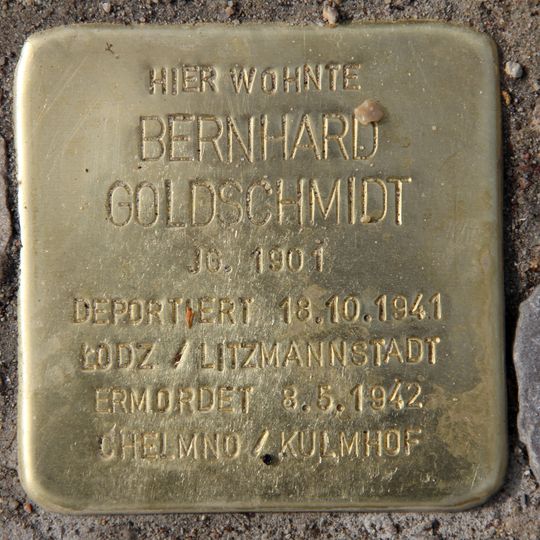 HIER WOHNTE
BERNHARD
GOLDSCHMIDT
JG. 1901
DEPORTIERT 18.10.1941
ŁODZ / LITZMANNSTADT
ERMORDET 8.5.1942
CHELMNO / KULMHOF